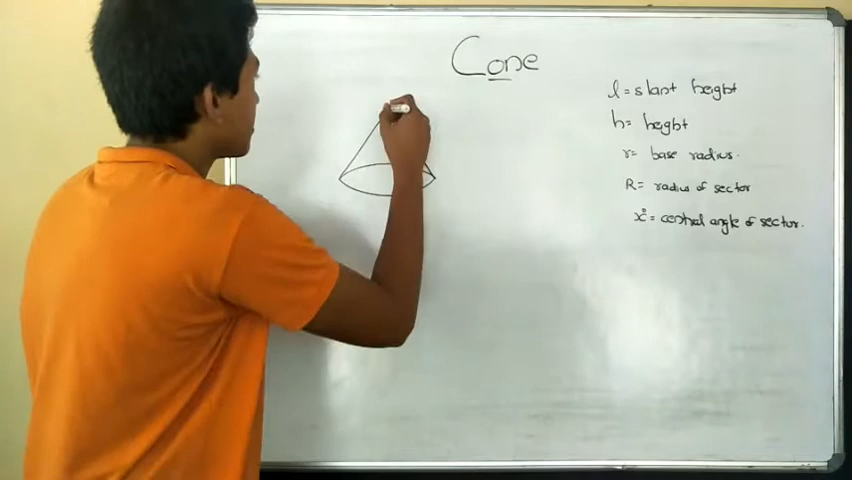 Cone
l = slant height
h = height
r = base radius.
R = radius of sector
x° = central angle of sector.